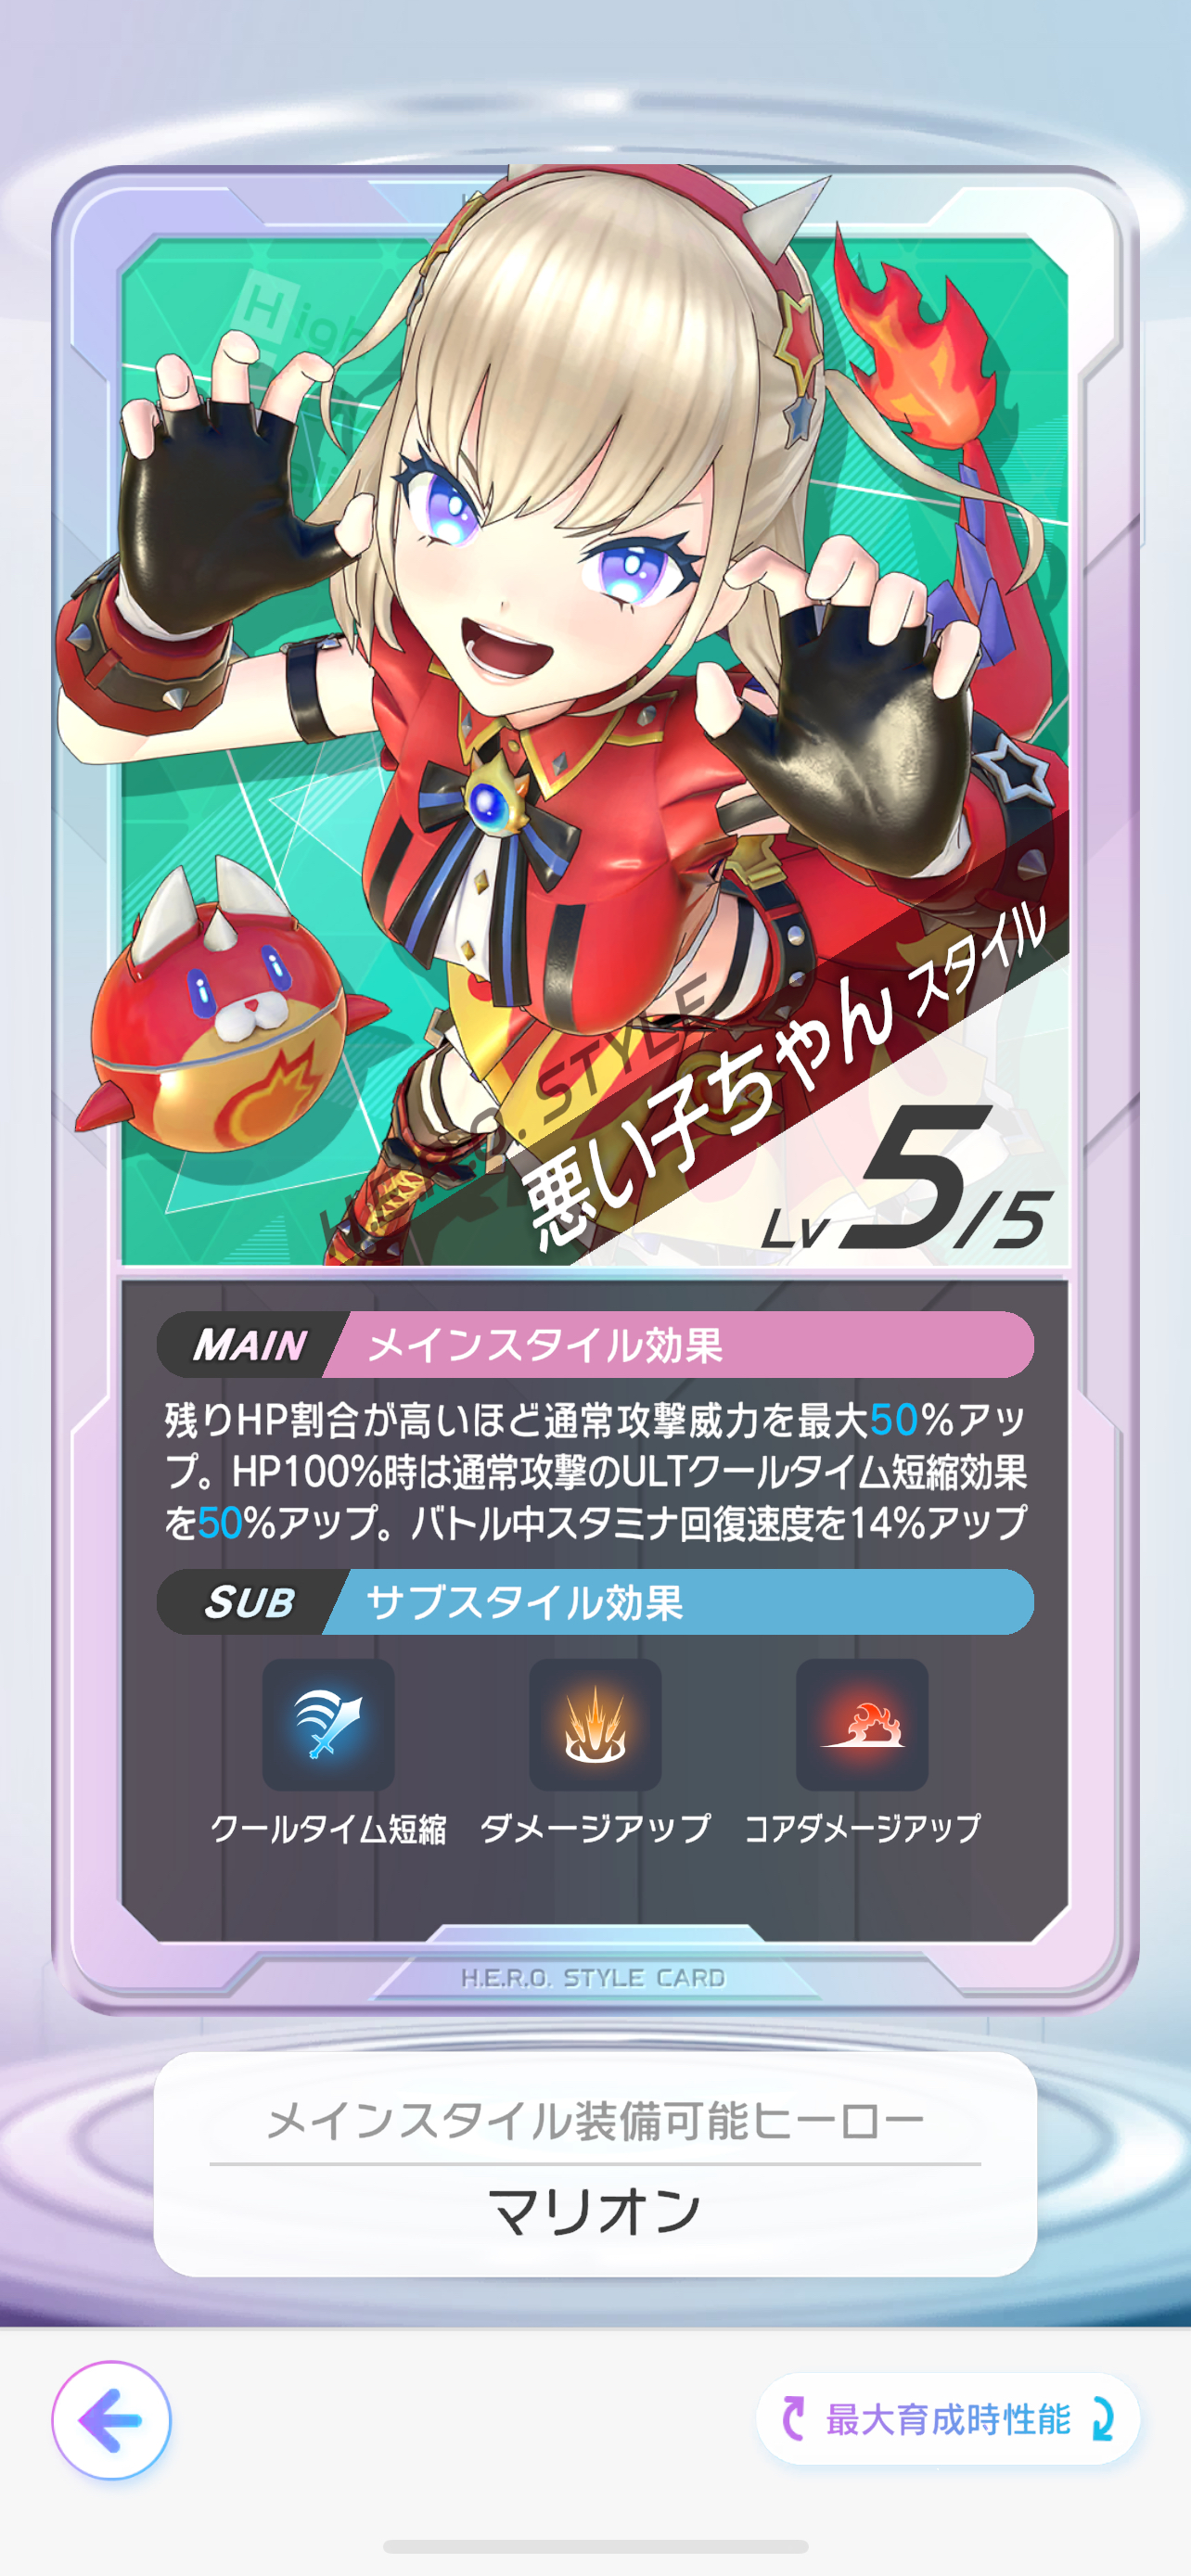 High
悪い子ちゃんスタイル
H.E.R.O. STYLE
Lv 5/5
MAIN メインスタイル効果
残りHP割合が高いほど通常攻撃威力を最大50%アッ
プ。HP100%時は通常攻撃のULTクールタイム短縮効果
を50%アップ。バトル中スタミナ回復速度を14%アップ
SUB サブスタイル効果
クールタイム短縮 ダメージアップ コアダメージアップ
H.E.R.O. STYLE CARD
メインスタイル装備可能ヒーロー
マリオン
最大育成時性能